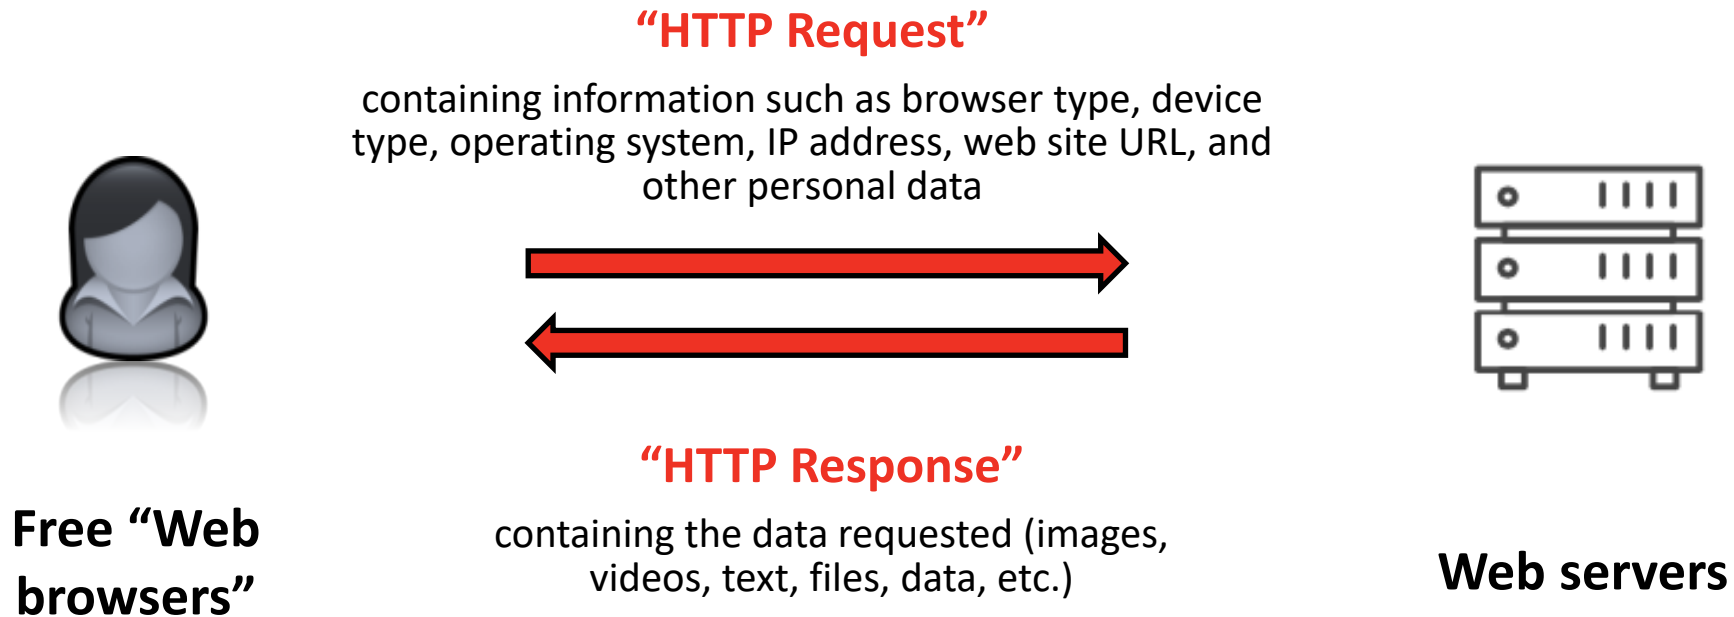 “HTTP Request”
containing information such as browser type, device
type, operating system, IP address, web site URL, and
other personal data
“HTTP Response”
containing the data requested (images,
videos, text, files, data, etc.)
Free “Web
browsers”
Web servers